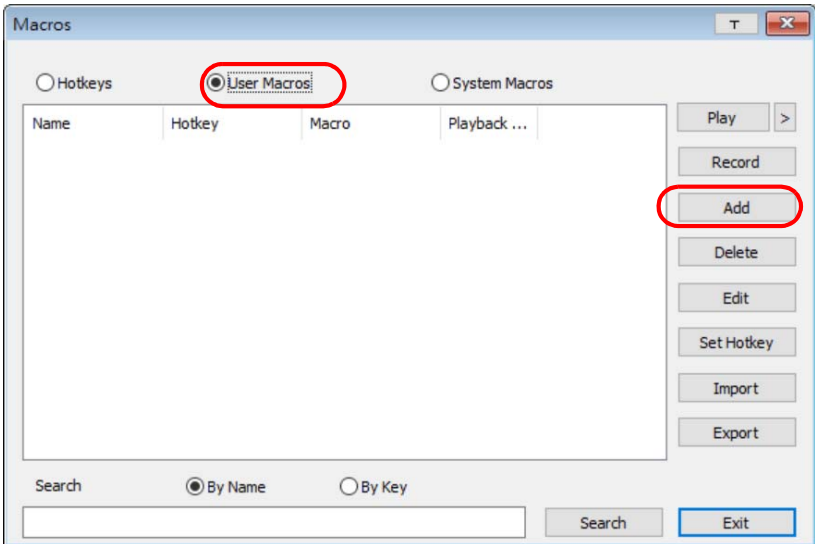 Macros
T
Hotkeys User Macros System Macros
Name Hotkey Macro Playback ... Play >
Record
Add
Delete
Edit
Set Hotkey
Import
Export
Search By Name By Key
Search Exit